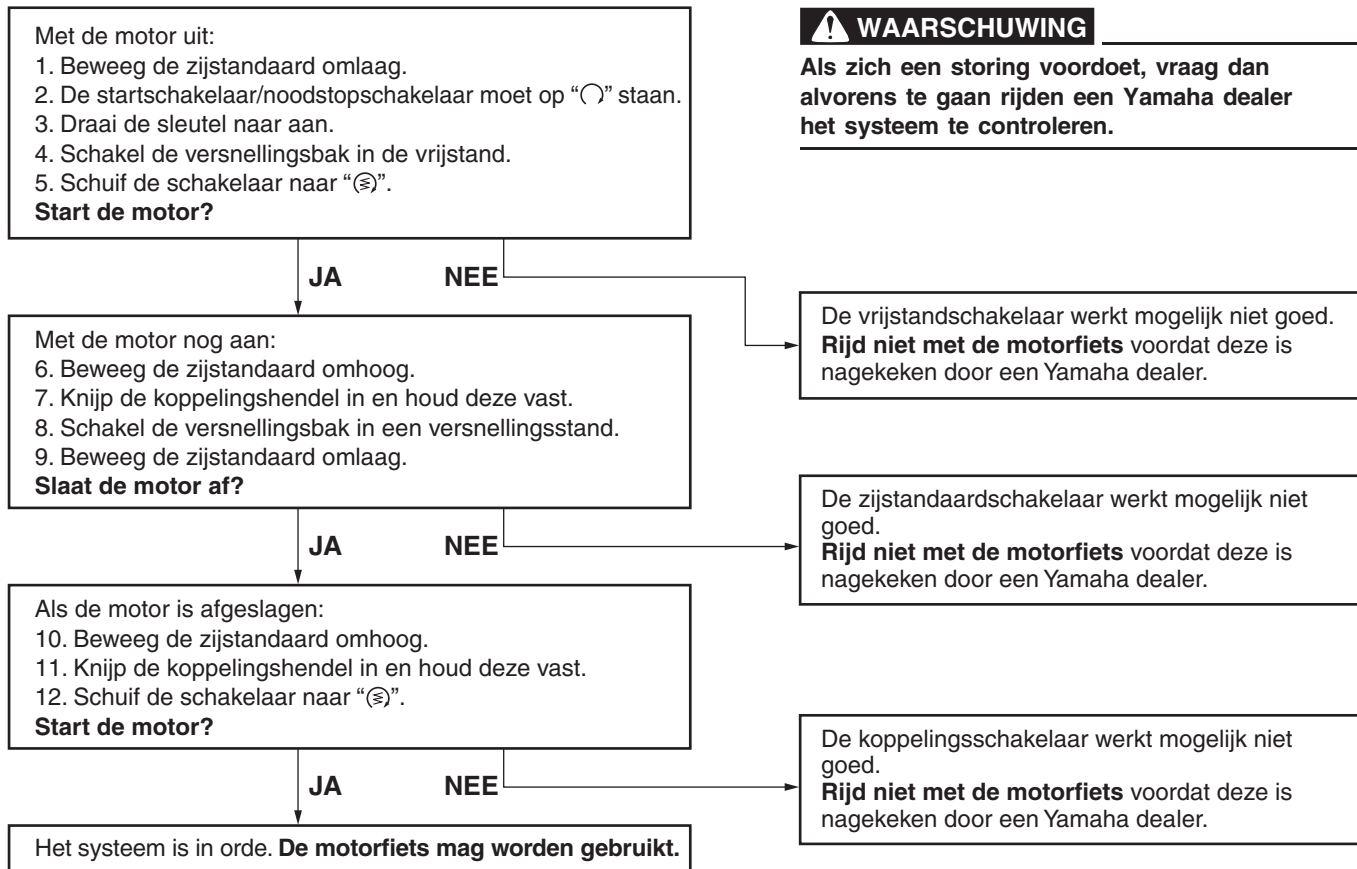 Met de motor uit:
1. Beweeg de zijstandaard omlaag.
2. De startschakelaar/noodstopschakelaar moet op “○” staan.
3. Draai de sleutel naar aan.
4. Schakel de versnellingsbak in de vrijstand.
5. Schuif de schakelaar naar “”.
Start de motor?
WAARSCHUWING
Als zich een storing voordoet, vraag dan
alvorens te gaan rijden een Yamaha dealer
het systeem te controleren.
JA NEE
De vrijstandschakelaar werkt mogelijk niet goed.
Rijd niet met de motorfiets voordat deze is
nagekeken door een Yamaha dealer.
Met de motor nog aan:
6. Beweeg de zijstandaard omhoog.
7. Knijp de koppelingshendel in en houd deze vast.
8. Schakel de versnellingsbak in een versnellingsstand.
9. Beweeg de zijstandaard omlaag.
Slaat de motor af?
JA NEE
De zijstandaardschakelaar werkt mogelijk niet
goed.
Rijd niet met de motorfiets voordat deze is
nagekeken door een Yamaha dealer.
Als de motor is afgeslagen:
10. Beweeg de zijstandaard omhoog.
11. Knijp de koppelingshendel in en houd deze vast.
12. Schuif de schakelaar naar “”.
Start de motor?
JA NEE
De koppelingsschakelaar werkt mogelijk niet
goed.
Rijd niet met de motorfiets voordat deze is
nagekeken door een Yamaha dealer.
Het systeem is in orde. De motorfiets mag worden gebruikt.